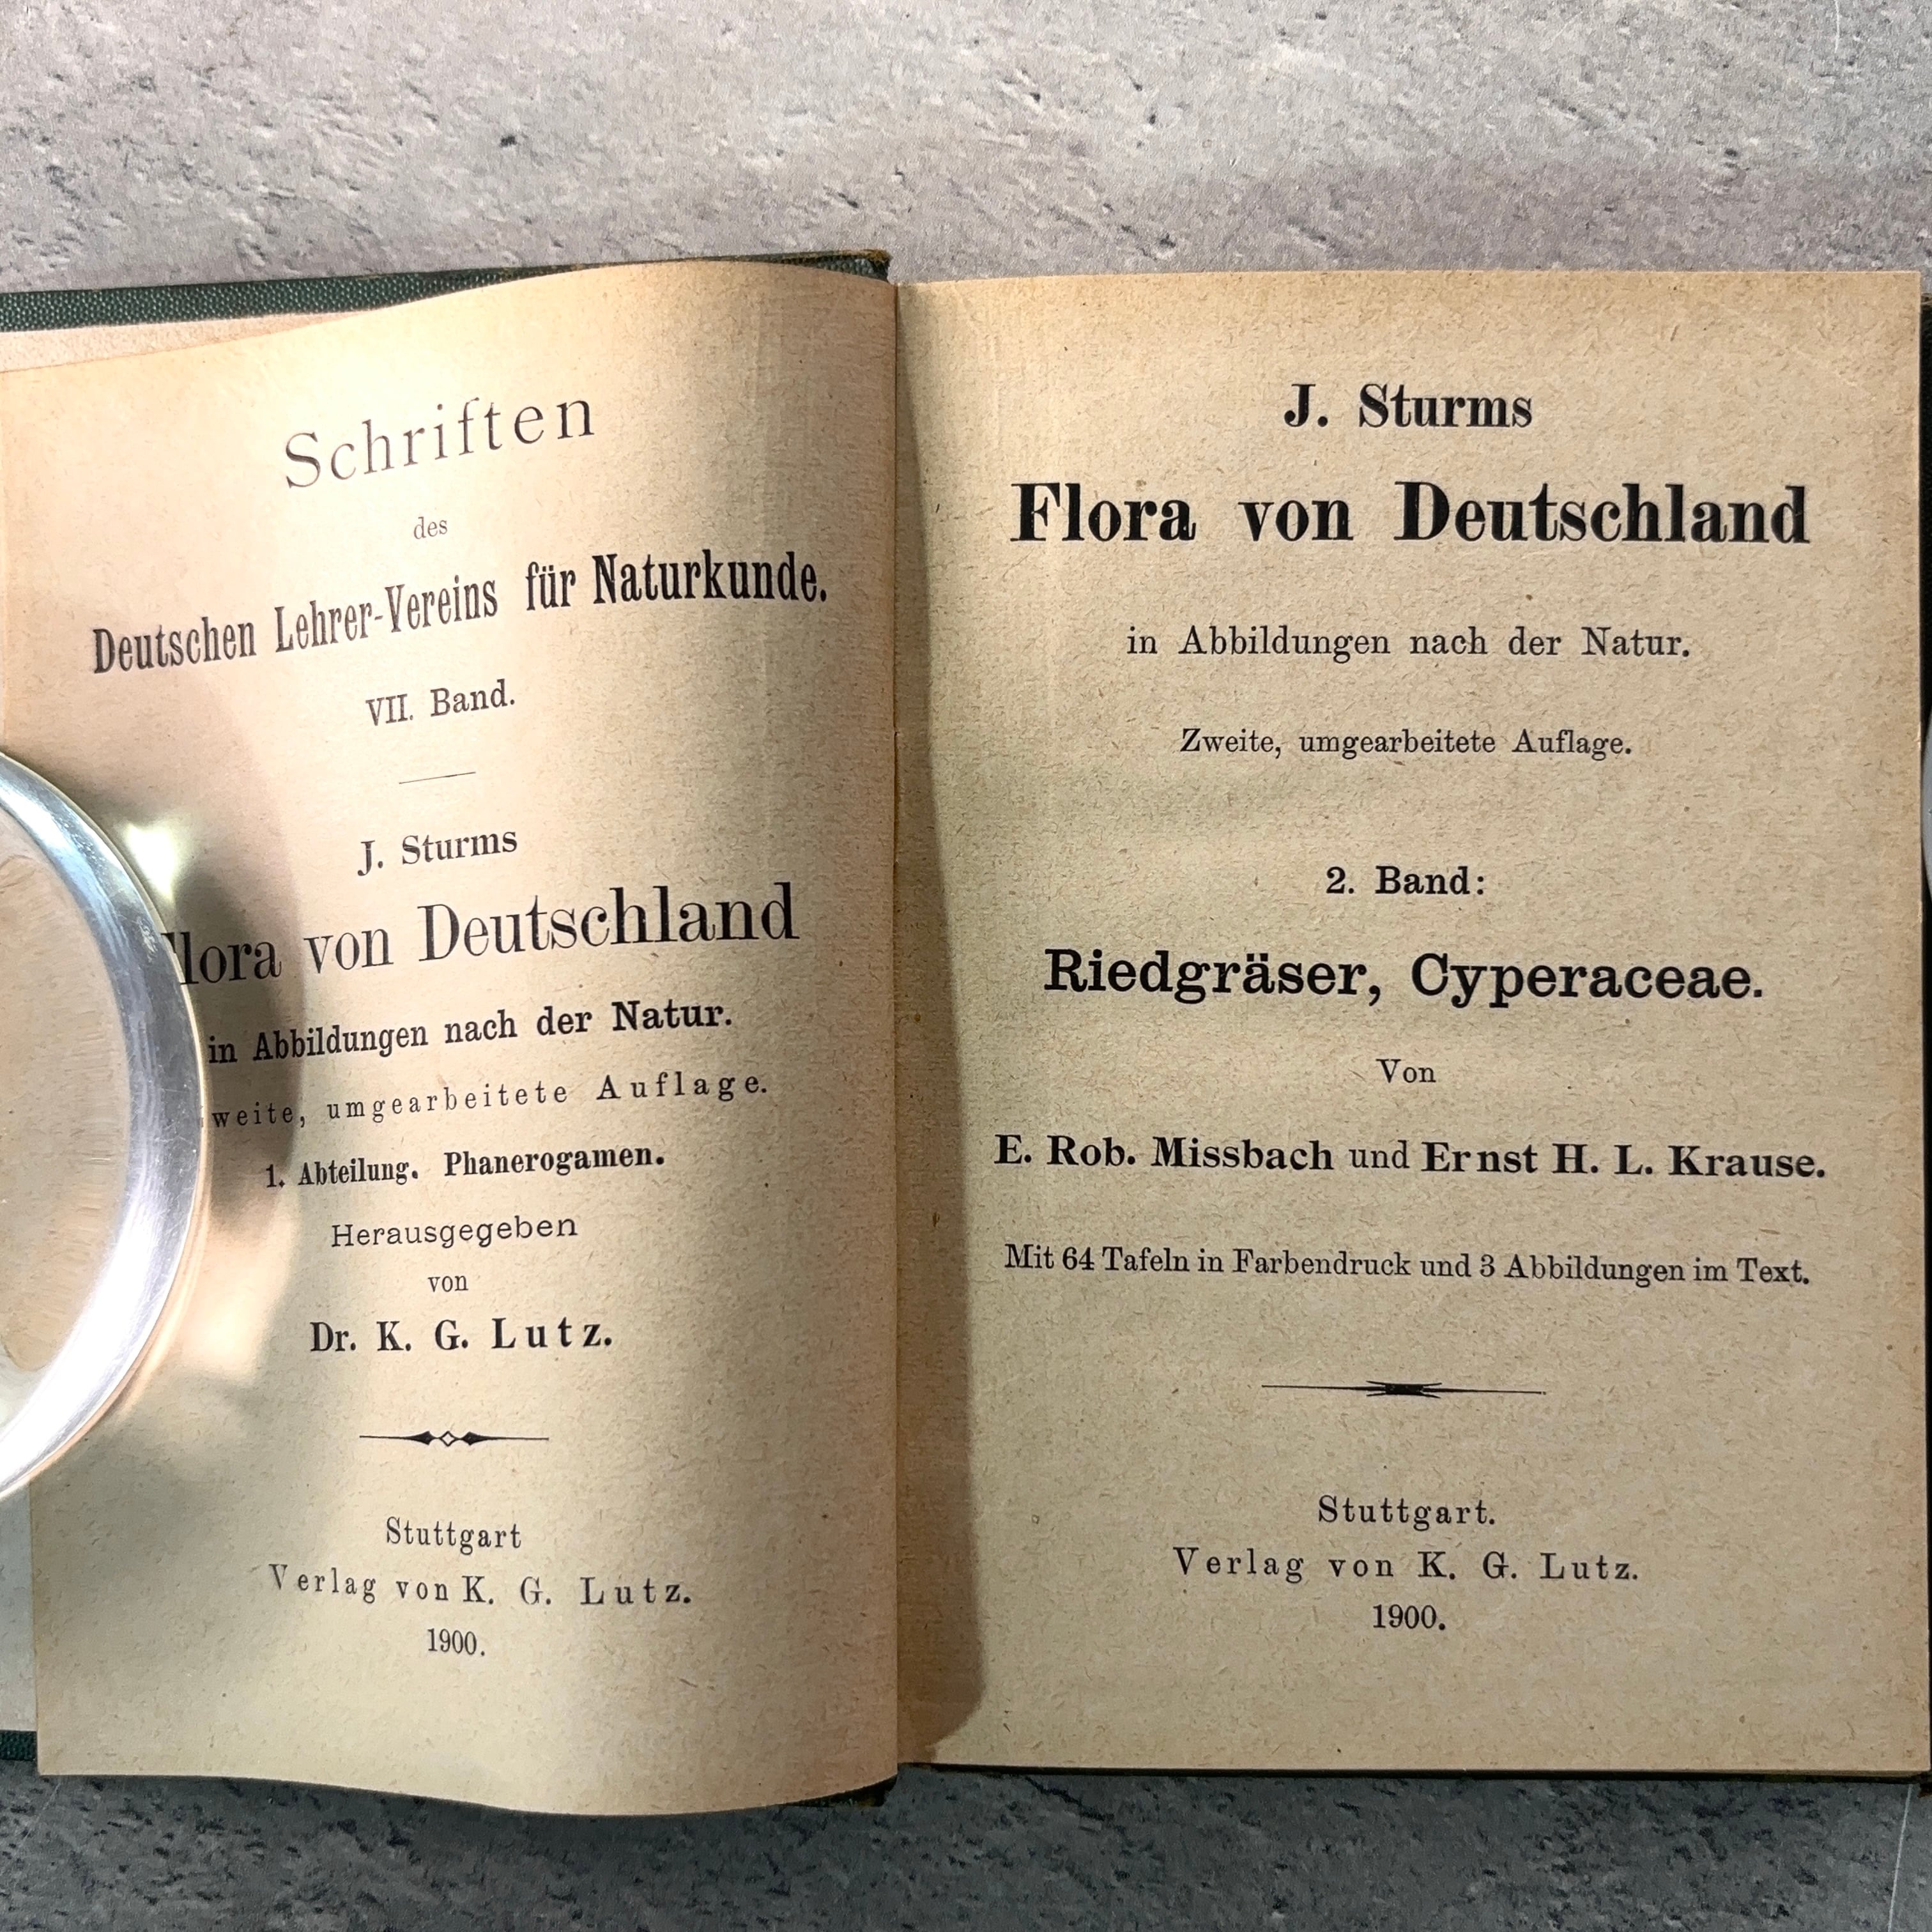 Schriften
des
Deutschen Lehrer-Vereins für Naturkunde.
VII. Band.
J. Sturms
von Deutschland
in Abbildungen nach der Natur.
umgearbeitete Auflage.
1. Abteilung. Phanerogamen.
Herausgegeben
von
Dr. K. G. Lutz.
Stuttgart
Verlag von K. G. Lutz.
1900.
J. Sturms
Flora von Deutschland
in Abbildungen nach der Natur.
Zweite, umgearbeitete Auflage.
2. Band:
Riedgräser, Cyperaceae.
Von
E. Rob. Missbach und Ernst H. L. Krause.
Mit 64 Tafeln in Farbendruck und 3 Abbildungen im Text.
Stuttgart.
Verlag von K. G. Lutz.
1900.